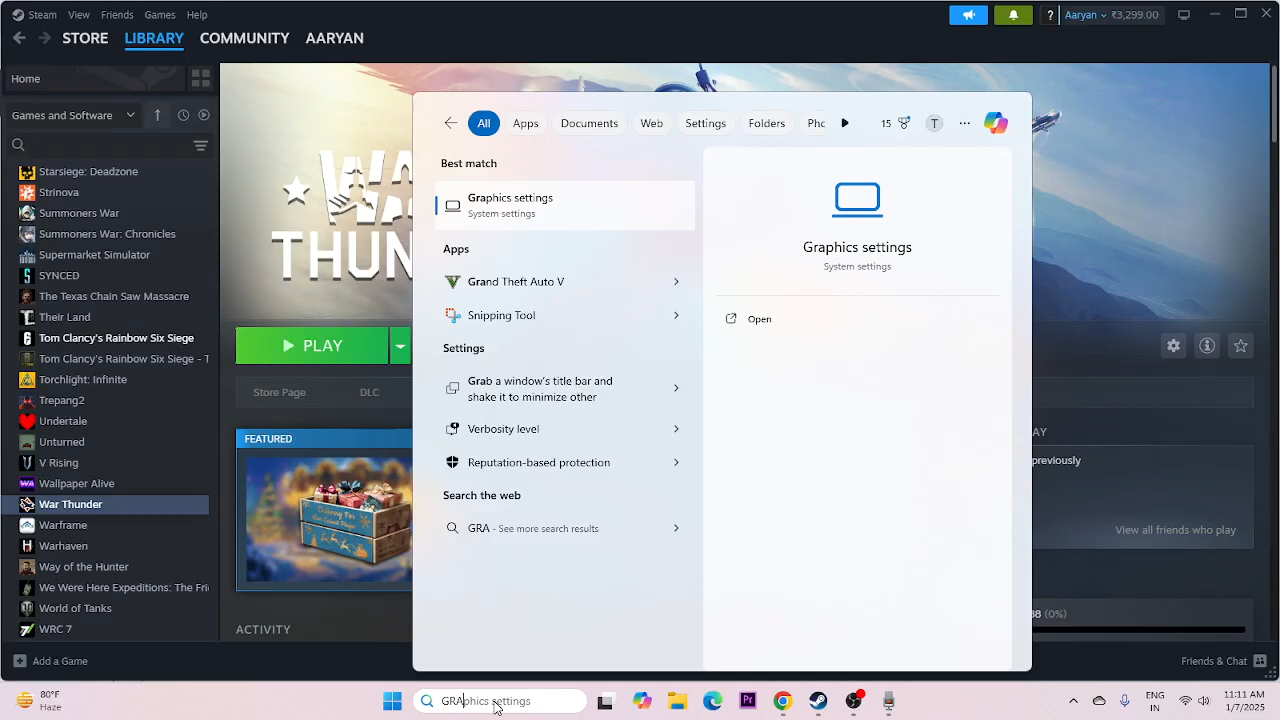 Steam View Friends Games Help
? Aaryan ₹3,299.00
STORE LIBRARY COMMUNITY AARYAN
Home
Games and Software
Starsiege: Deadzone
Strinova
Summoners War
Summoners War: Chronicles
Supermarket Simulator
SYNCED
The Texas Chain Saw Massacre
Their Land
Tom Clancy's Rainbow Six Siege
Tom Clancy's Rainbow Six Siege - T
Torchlight: Infinite
Trepang2
Undertale
Unturned
V Rising
Wallpaper Alive
War Thunder
Warframe
Warhaven
Way of the Hunter
We Were Here Expeditions: The Fri
World of Tanks
WRC 7
Add a Game
WA
THUN
PLAY
Store Page DLC
FEATURED
ACTIVITY
All Apps Documents Web Settings Folders Phc 15 T
Best match
Graphics settings
System settings
Apps
Grand Theft Auto V
Snipping Tool
Settings
Grab a window's title bar and
shake it to minimize other
Verbosity level
Reputation-based protection
Search the web
GRA - See more search results
Graphics settings
System settings
Open
AY
previously
View all friends who play
38 (0%)
Friends & Chat
80°F
Haze
GRAphics settings
Pr
ENG
IN
11:11 AM
1/7/2025